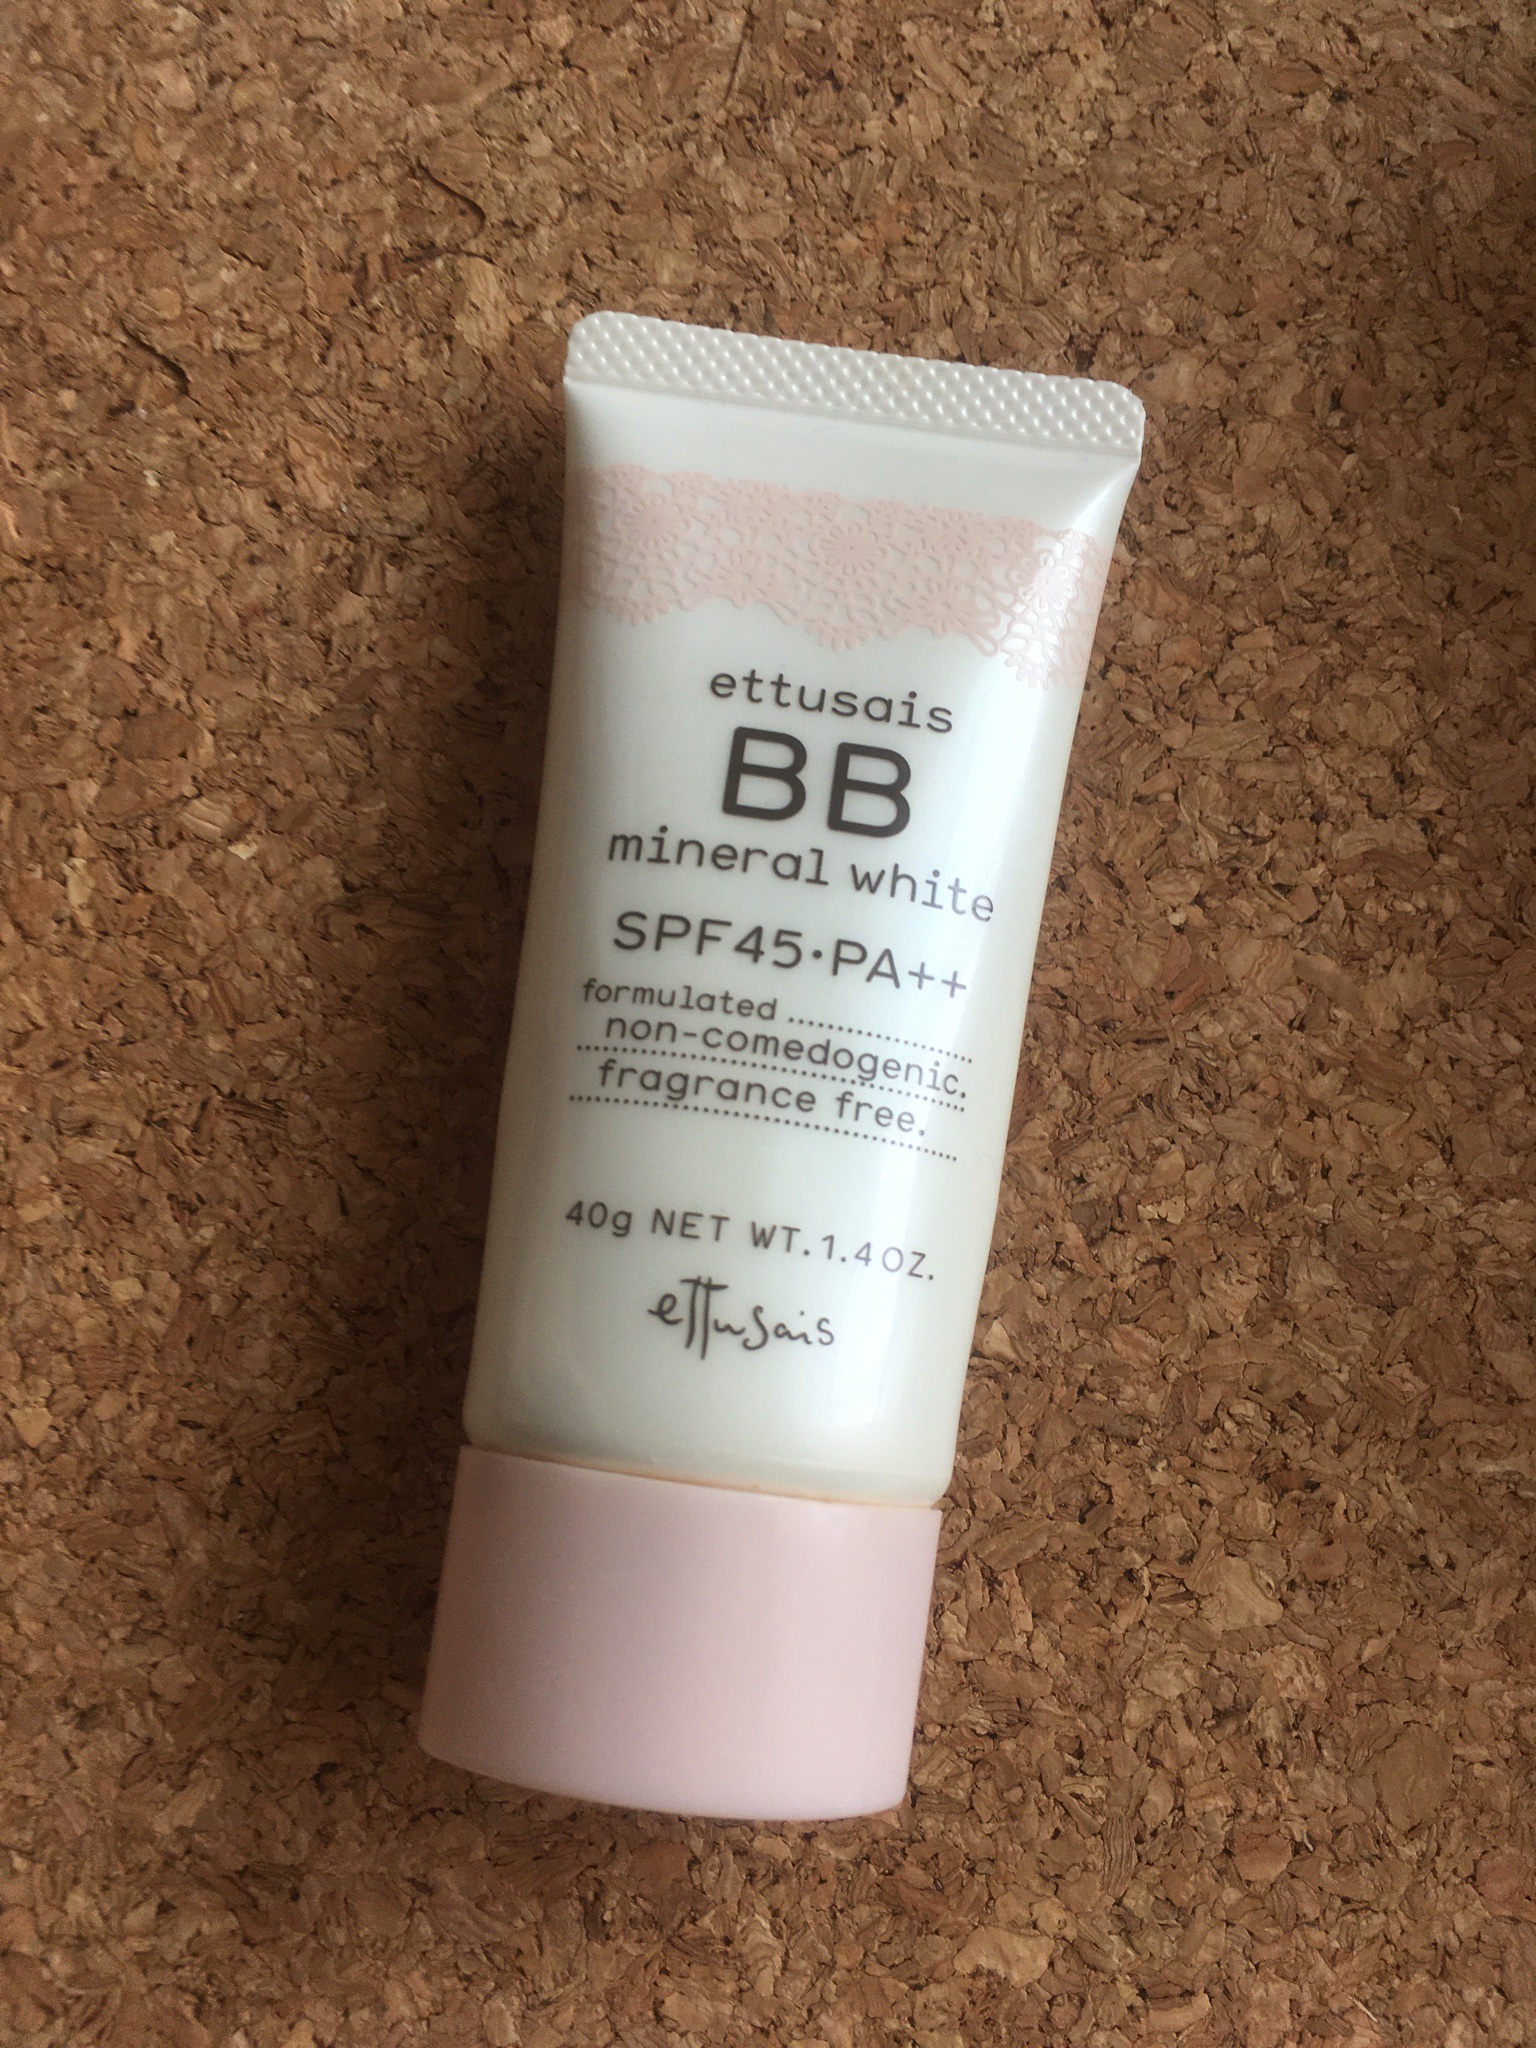 ettusais
BB
mineral white
SPF45·PA++
formulated
non-comedogenic.
fragrance free.
40g NET WT.1.4OZ.
ettusais